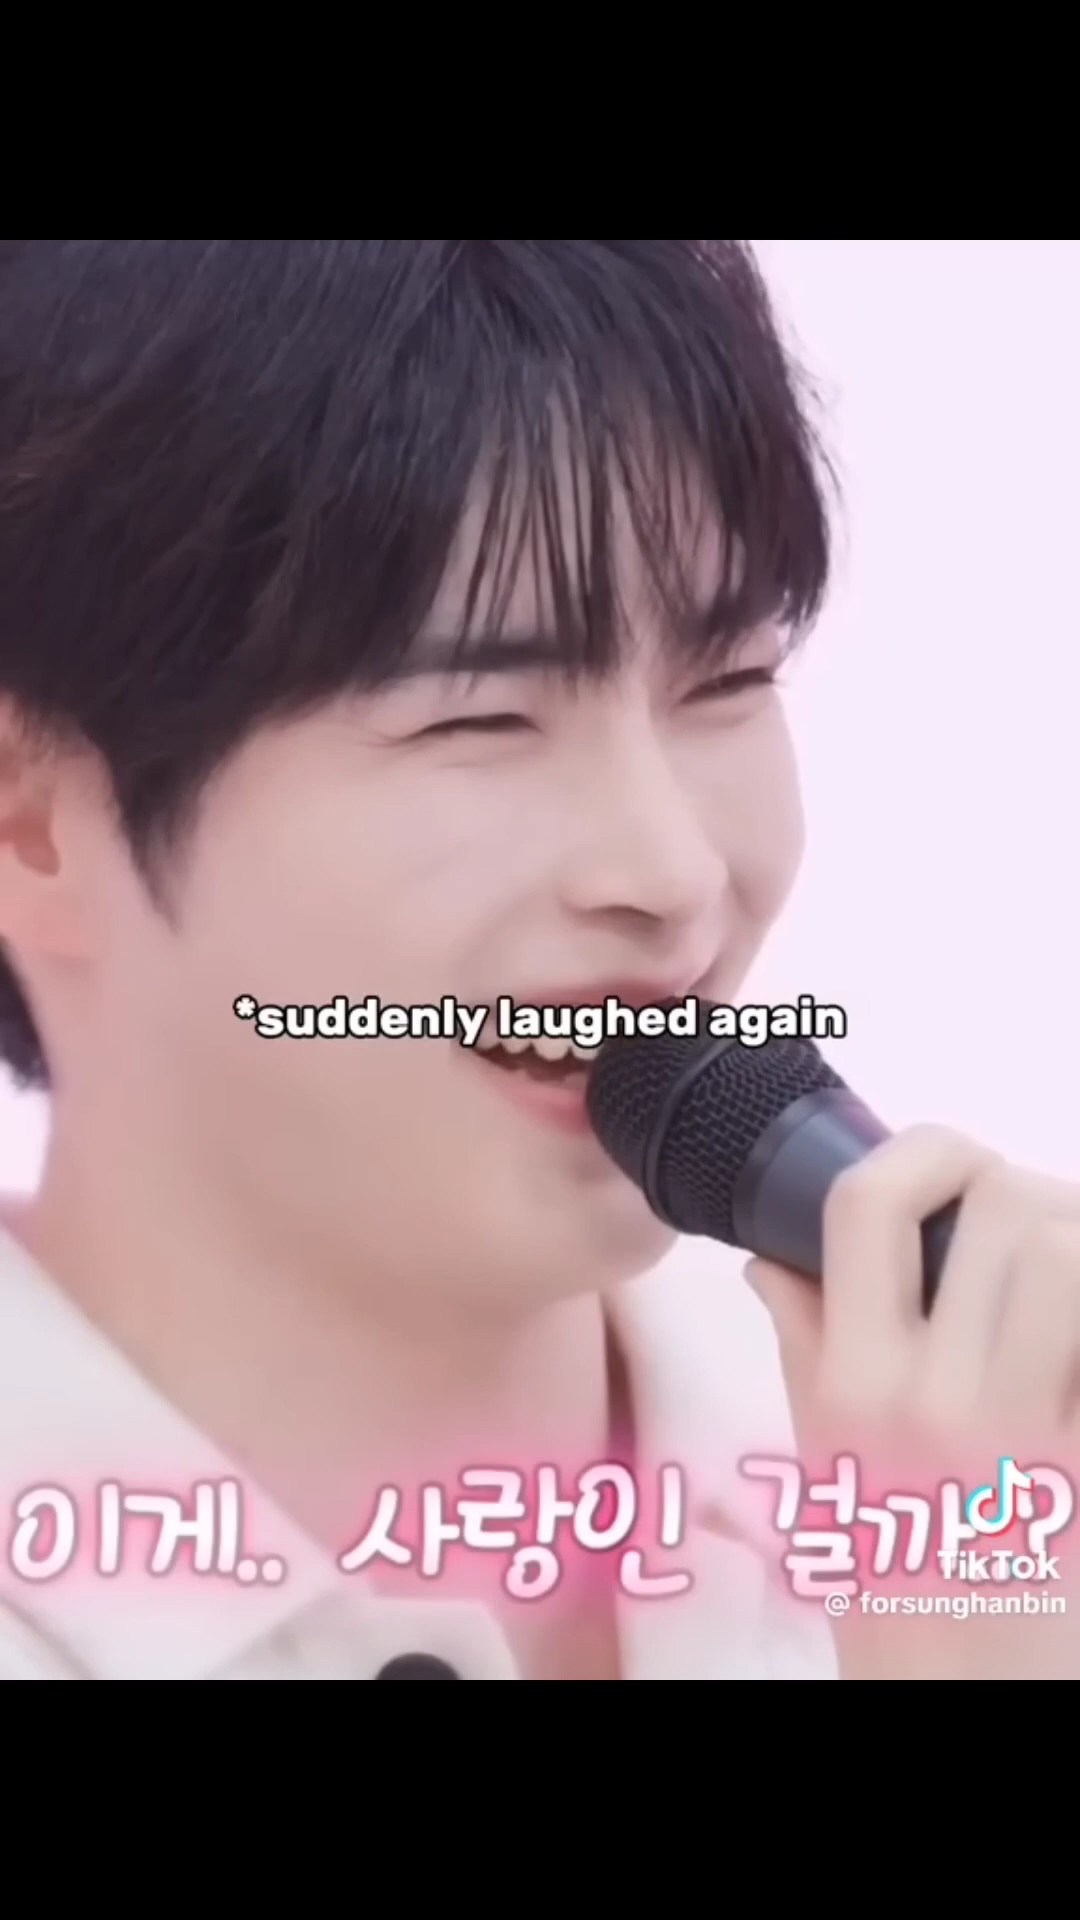 *suddenly laughed again
이게.. 사랑인 걸까..?
TikTok
@ forsunghanbin